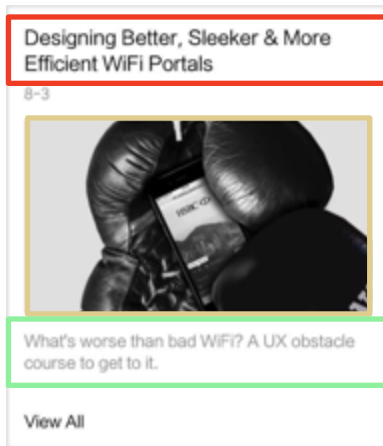 Designing Better, Sleeker & More
Efficient WiFi Portals
8-3
What's worse than bad WiFi? A UX obstacle
course to get to it.
View All